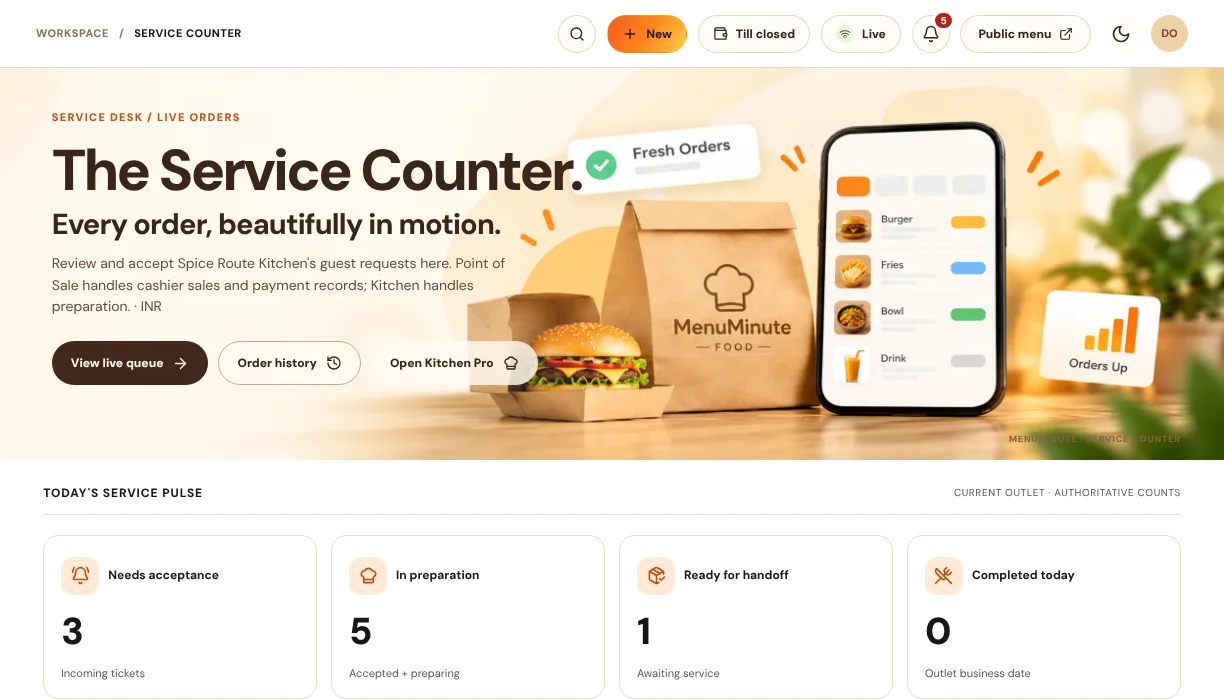 WORKSPACE / SERVICE COUNTER
New
Till closed
Live
5
Public menu
DO
SERVICE DESK / LIVE ORDERS
The Service Counter.
Every order, beautifully in motion.
Review and accept Spice Route Kitchen's guest requests here. Point of
Sale handles cashier sales and payment records; Kitchen handles
preparation. · INR
View live queue
Order history
Open Kitchen Pro
Fresh Orders
MenuMinute
FOOD
Burger
Fries
Bowl
Drink
Orders Up
MENUMINUTE · SERVICE COUNTER
TODAY'S SERVICE PULSE
CURRENT OUTLET · AUTHORITATIVE COUNTS
Needs acceptance
3
Incoming tickets
In preparation
5
Accepted + preparing
Ready for handoff
1
Awaiting service
Completed today
0
Outlet business date